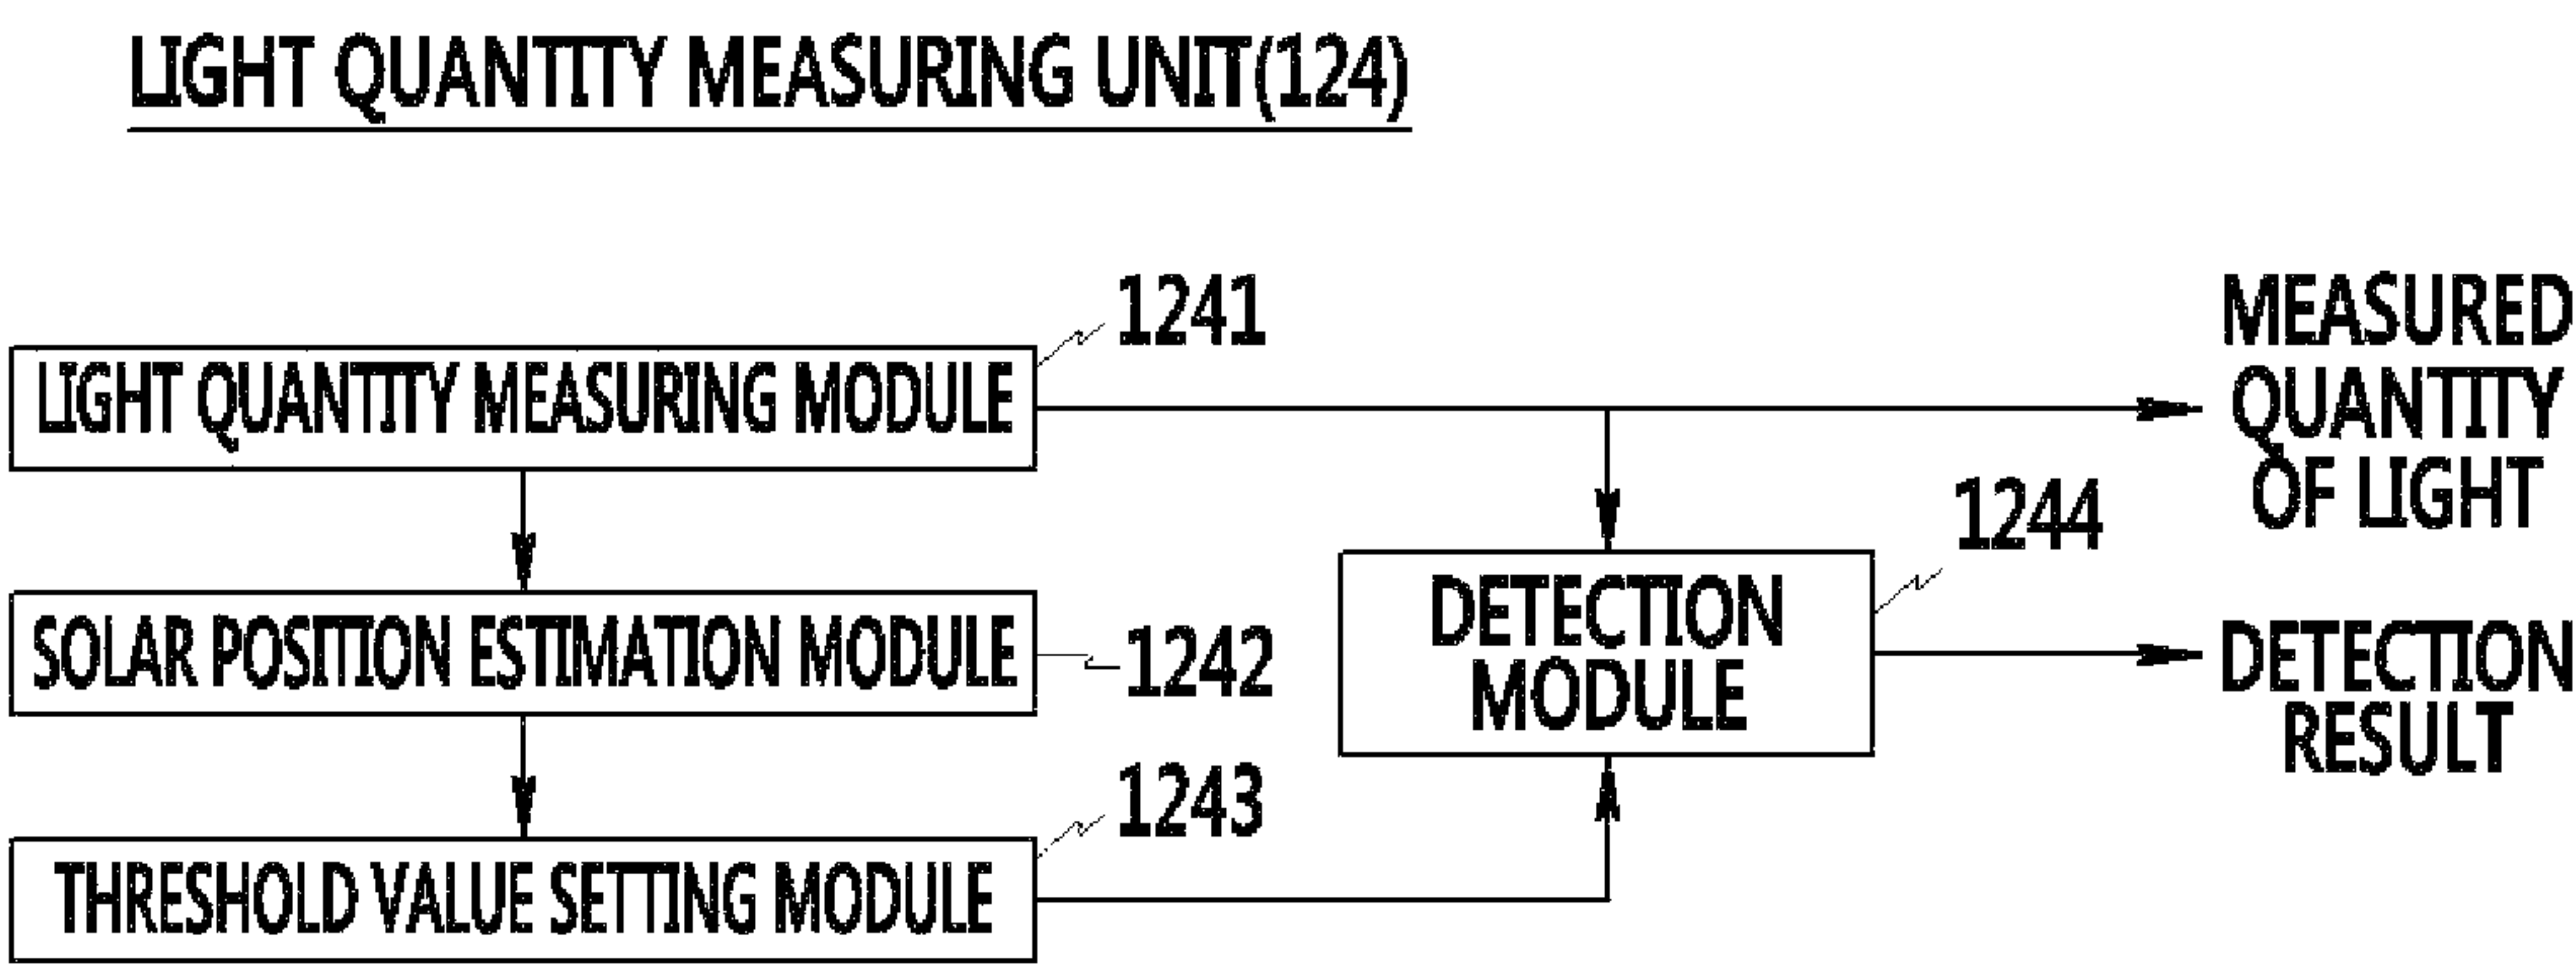 LIGHT QUANTITY MEASURING UNIT(124)
1241
LIGHT QUANTITY MEASURING MODULE
MEASURED
QUANTITY
OF LIGHT
1242
SOLAR POSITION ESTIMATION MODULE
1244
DETECTION
MODULE
DETECTION
RESULT
1243
THRESHOLD VALUE SETTING MODULE